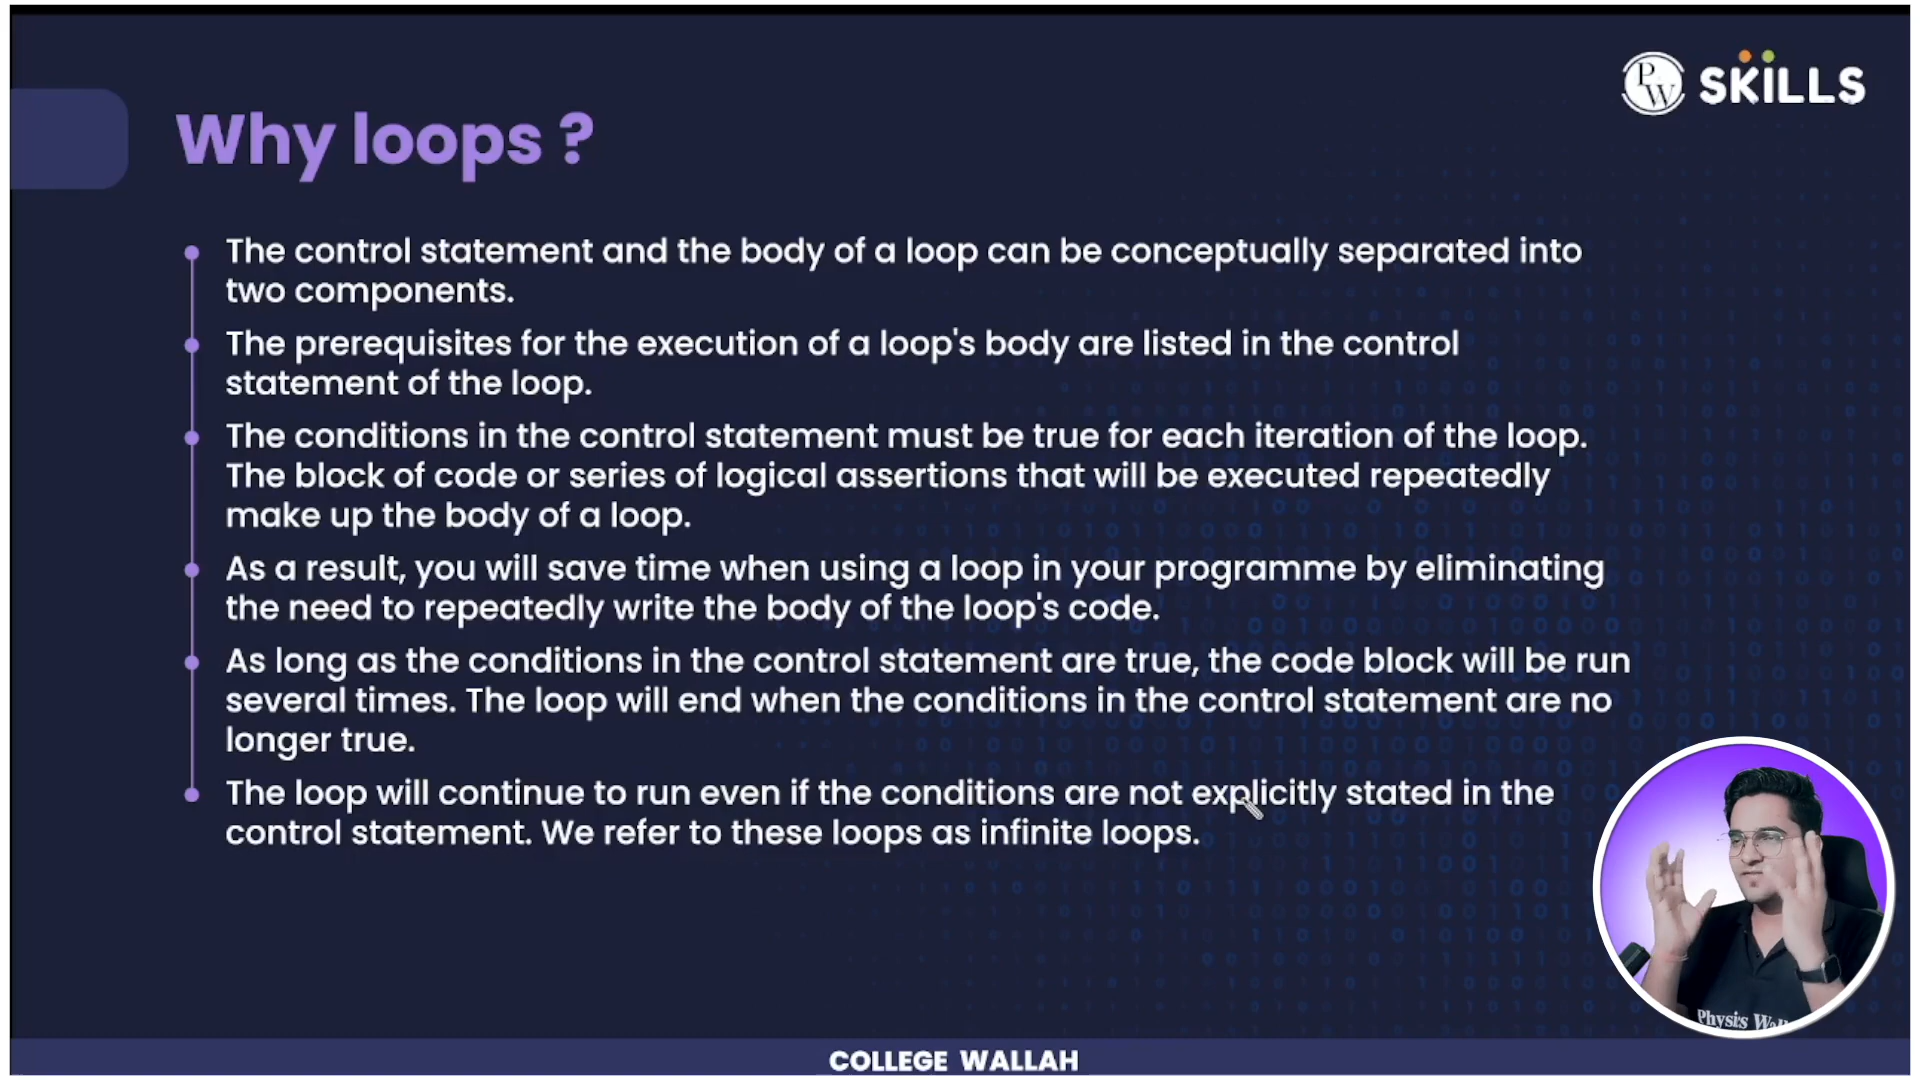 PW SKILLS
Why loops ?
The control statement and the body of a loop can be conceptually separated into
two components.
The prerequisites for the execution of a loop's body are listed in the control
statement of the loop.
The conditions in the control statement must be true for each iteration of the loop.
The block of code or series of logical assertions that will be executed repeatedly
make up the body of a loop.
As a result, you will save time when using a loop in your programme by eliminating
the need to repeatedly write the body of the loop's code.
As long as the conditions in the control statement are true, the code block will be run
several times. The loop will end when the conditions in the control statement are no
longer true.
The loop will continue to run even if the conditions are not explicitly stated in the
control statement. We refer to these loops as infinite loops.
COLLEGE WALLAH